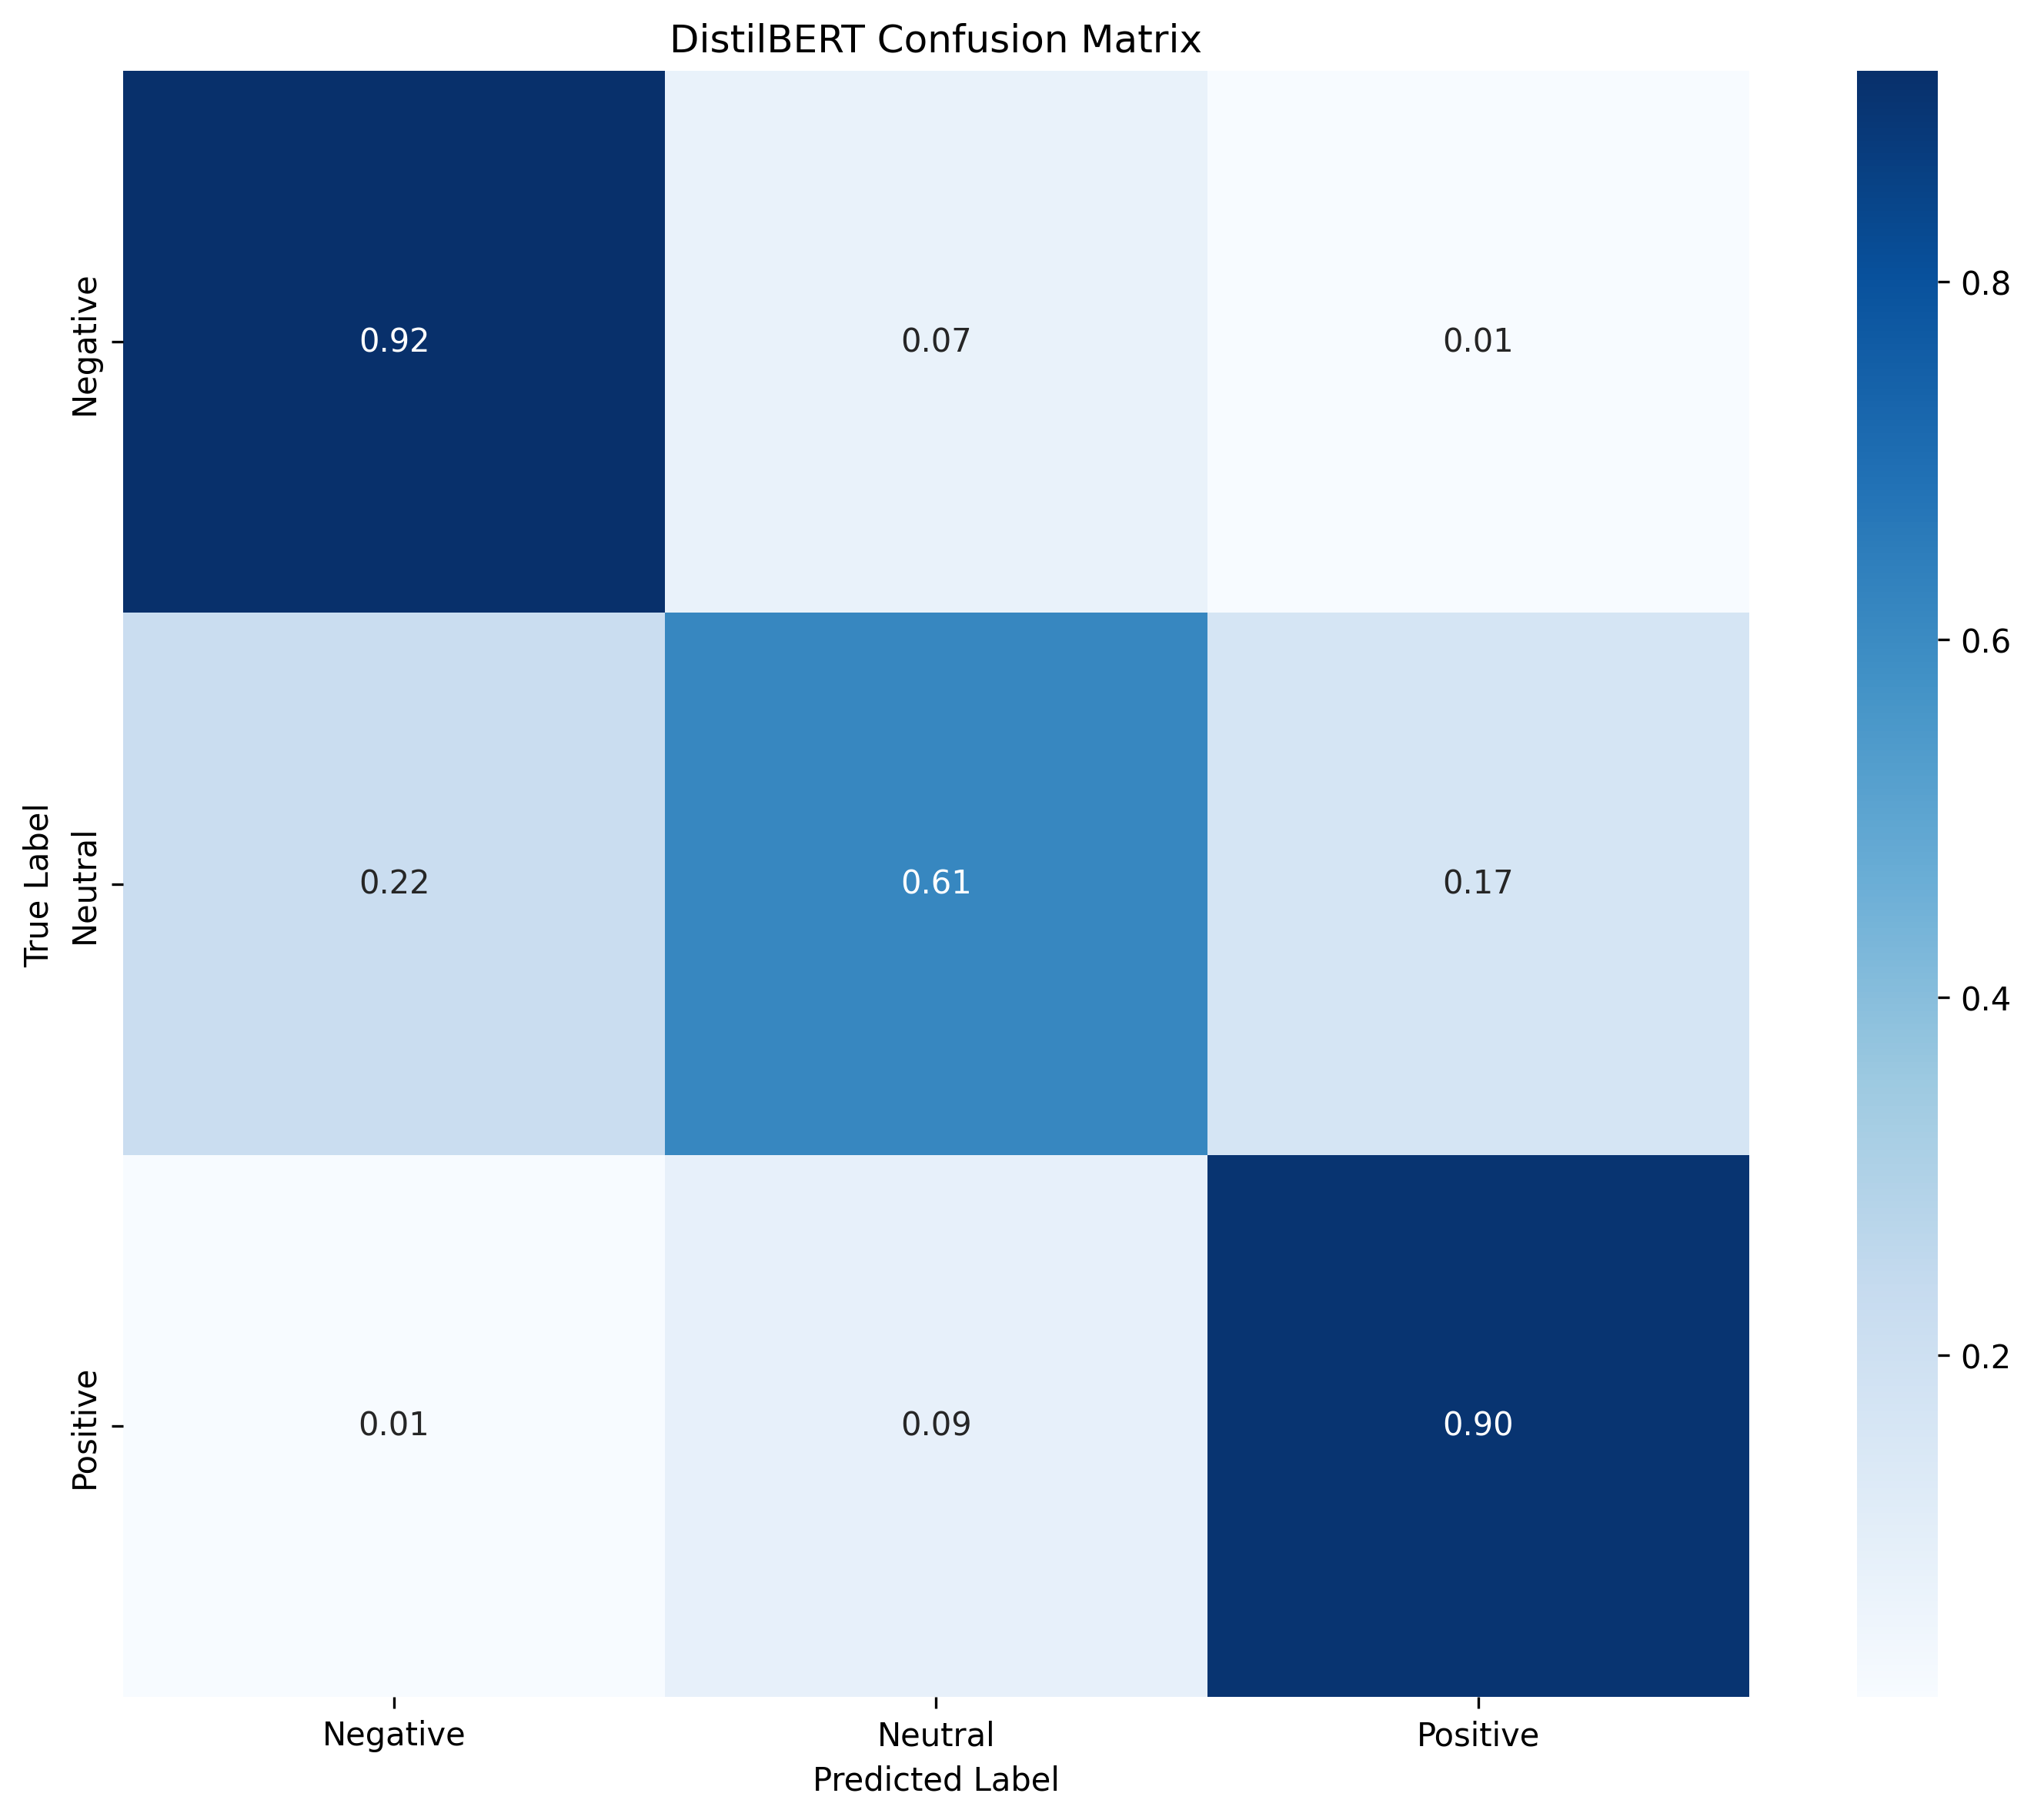 DistilBERT Confusion Matrix
True Label
Negative
0.92 0.07 0.01
Neutral
0.22 0.61 0.17
Positive
0.01 0.09 0.90
Negative Neutral Positive
Predicted Label
0.8
0.6
0.4
0.2